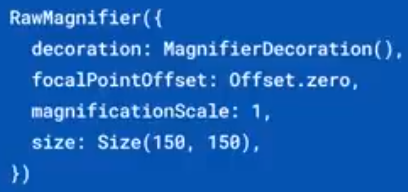 RawMagnifier({
  decoration: MagnifierDecoration(),
  focalPointOffset: Offset.zero,
  magnificationScale: 1,
  size: Size(150, 150),
})